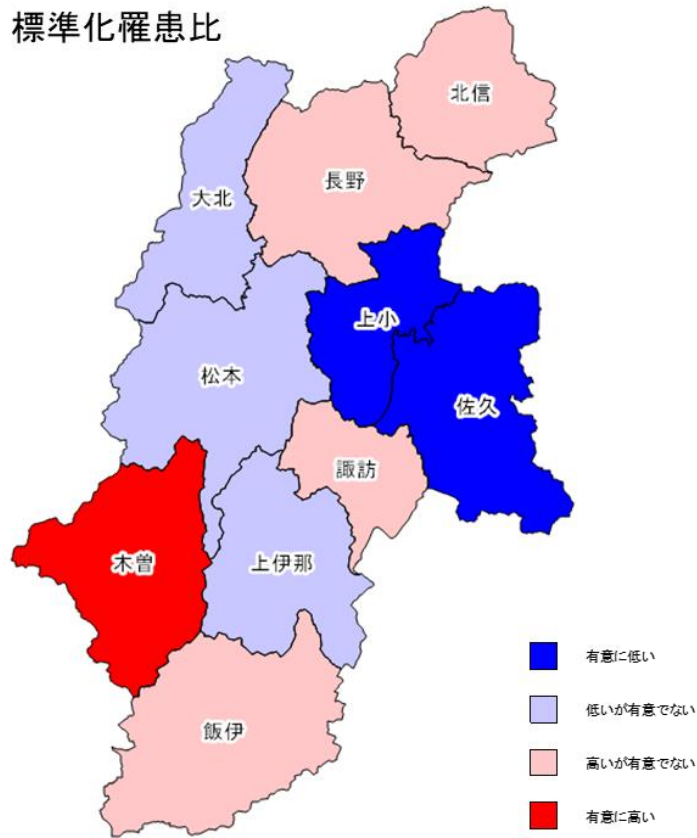 標準化罹患比
北信
長野
大北
上小
松本
佐久
諏訪
木曽
上伊那
飯伊
有意に低い
低いが有意でない
高いが有意でない
有意に高い